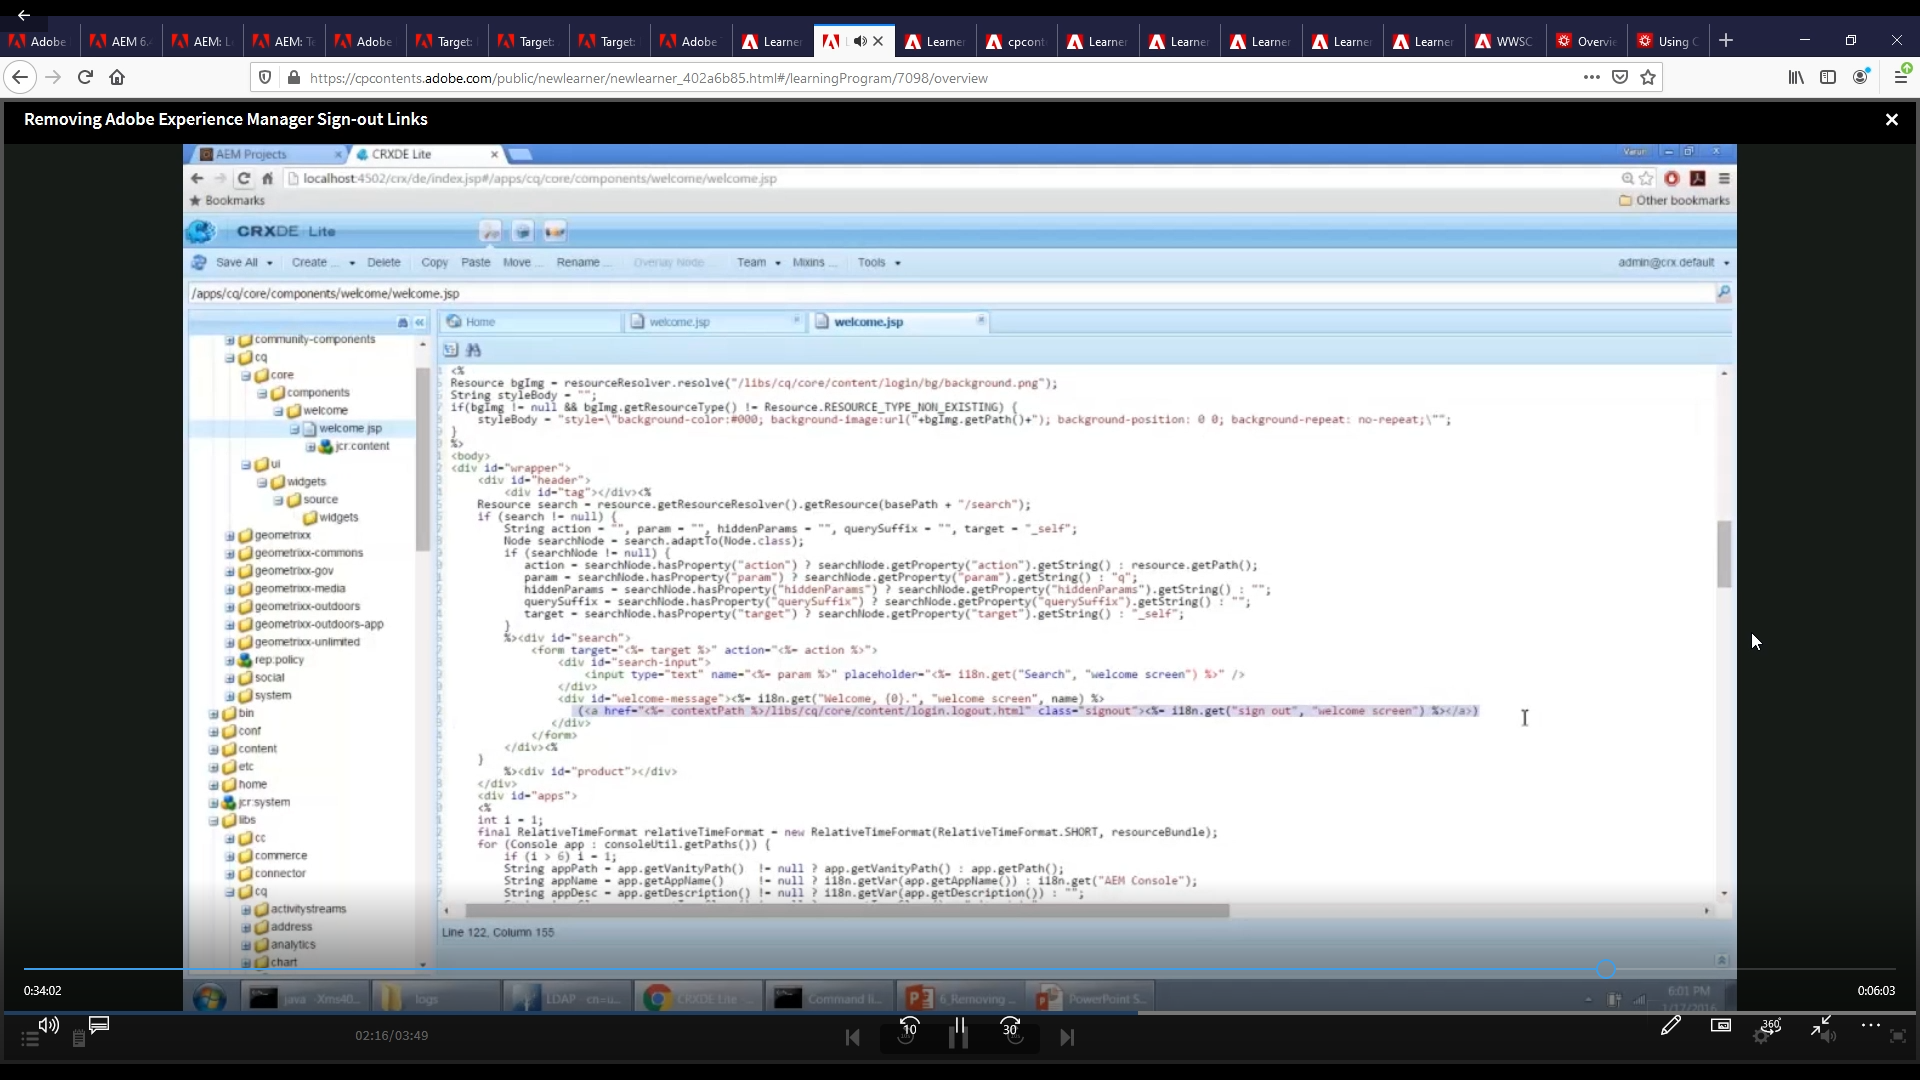 Adobe
AEM 6.
AEM: L
AEM: T
Adobe
Target:
Target:
Target:
Adobe
Learner
L
Learner
cpcont
Learner
Learner
Learner
Learner
Learner
WWSC
Overvie
Using C
https://cpcontents.adobe.com/public/newlearner/newlearner_402a6b85.html#/learningProgram/7098/overview
Removing Adobe Experience Manager Sign-out Links
AEM Projects
CRXDE Lite
Varun
localhost:4502/crx/de/index.jsp#/apps/cq/core/components/welcome/welcome.jsp
Bookmarks
Other bookmarks
CRXDE Lite
Save All
Create ...
Delete
Copy
Paste
Move ...
Rename ...
Overlay Node ...
Team
Mixins ...
Tools
admin@crx.default
/apps/cq/core/components/welcome/welcome.jsp
Home
welcome.jsp
welcome.jsp
community-components
cq
core
components
welcome
welcome.jsp
jcr:content
ui
widgets
source
widgets
geometrixx
geometrixx-commons
geometrixx-gov
geometrixx-media
geometrixx-outdoors
geometrixx-outdoors-app
geometrixx-unlimited
rep:policy
social
system
bin
conf
content
etc
home
jcr:system
libs
cc
commerce
connector
cq
activitystreams
address
analytics
chart
<%
Resource bgImg = resourceResolver.resolve("/libs/cq/core/content/login/bg/background.png");
String styleBody = "";
if(bgImg != null && bgImg.getResourceType() != Resource.RESOURCE_TYPE_NON_EXISTING) {
styleBody = "style=\"background-color:#000; background-image:url("+bgImg.getPath()+"); background-position: 0 0; background-repeat: no-repeat;\"";
}
%>
<body>
<div id="wrapper">
<div id="header">
<div id="tag"></div><%
Resource search = resource.getResourceResolver().getResource(basePath + "/search");
if (search != null) {
String action = "", param = "", hiddenParams = "", querySuffix = "", target = "_self";
Node searchNode = search.adaptTo(Node.class);
if (searchNode != null) {
action = searchNode.hasProperty("action") ? searchNode.getProperty("action").getString() : resource.getPath();
param = searchNode.hasProperty("param") ? searchNode.getProperty("param").getString() : "q";
hiddenParams = searchNode.hasProperty("hiddenParams") ? searchNode.getProperty("hiddenParams").getString() : "";
querySuffix = searchNode.hasProperty("querySuffix") ? searchNode.getProperty("querySuffix").getString() : "";
target = searchNode.hasProperty("target") ? searchNode.getProperty("target").getString() : "_self";
}
%><div id="search">
<form target="<%= target %>" action="<%= action %>">
<div id="search-input">
<input type="text" name="<%= param %>" placeholder="<%= i18n.get("Search", "welcome screen") %>" />
</div>
<div id="welcome-message"><%= i18n.get("Welcome, {0}.", "welcome screen", name) %>
(<a href="<%= contextPath %>/libs/cq/core/content/login.logout.html" class="signout"><%= i18n.get("sign out", "welcome screen") %></a>)
</div>
</form>
</div><%
}
%><div id="product"></div>
</div>
<div id="apps">
<%
int i = 1;
final RelativeTimeFormat relativeTimeFormat = new RelativeTimeFormat(RelativeTimeFormat.SHORT, resourceBundle);
for (Console app : consoleUtil.getPaths()) {
if (i > 6) i = 1;
String appPath = app.getVanityPath() != null ? app.getVanityPath() : app.getPath();
String appName = app.getAppName() != null ? i18n.getVar(app.getAppName()) : i18n.get("AEM Console");
String appDesc = app.getDescription() != null ? i18n.getVar(app.getDescription()) : "";
Line 122, Column 155
java -Xms40...
logs
LDAP cn=u...
CRXDE Lite -...
Command li...
6_Removing ...
PowerPoint S...
6:01 PM
0:34:02
0:06:03
02:16/03:49
10
30
360